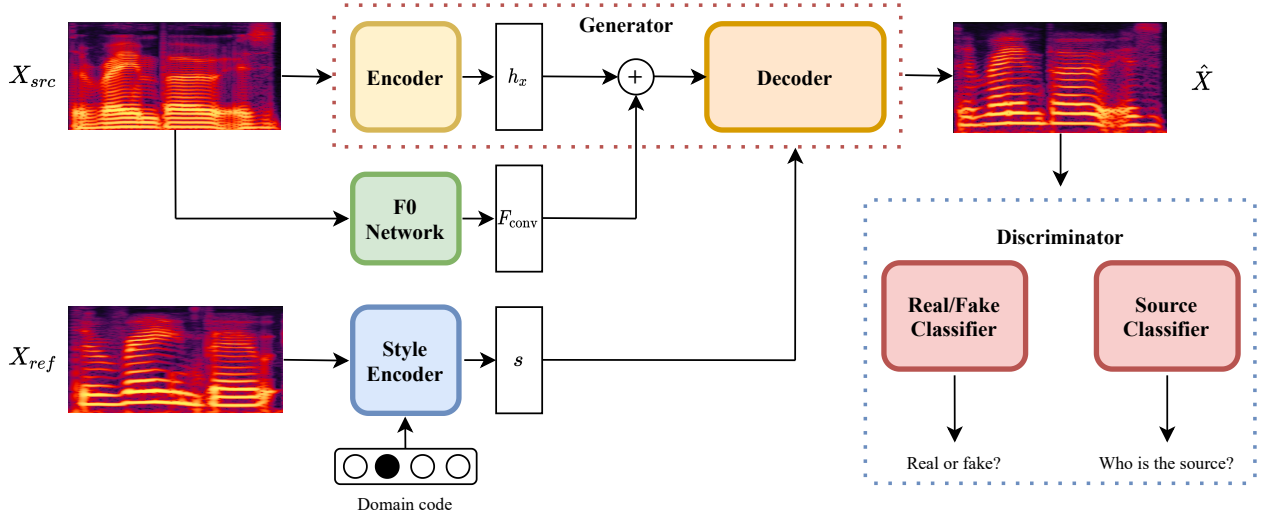 Generator
X_src
Encoder
h_x
+
Decoder
X̂
F0
Network
F_conv
Discriminator
Real/Fake
Classifier
Source
Classifier
X_ref
Style
Encoder
s
Real or fake?
Who is the source?
Domain code